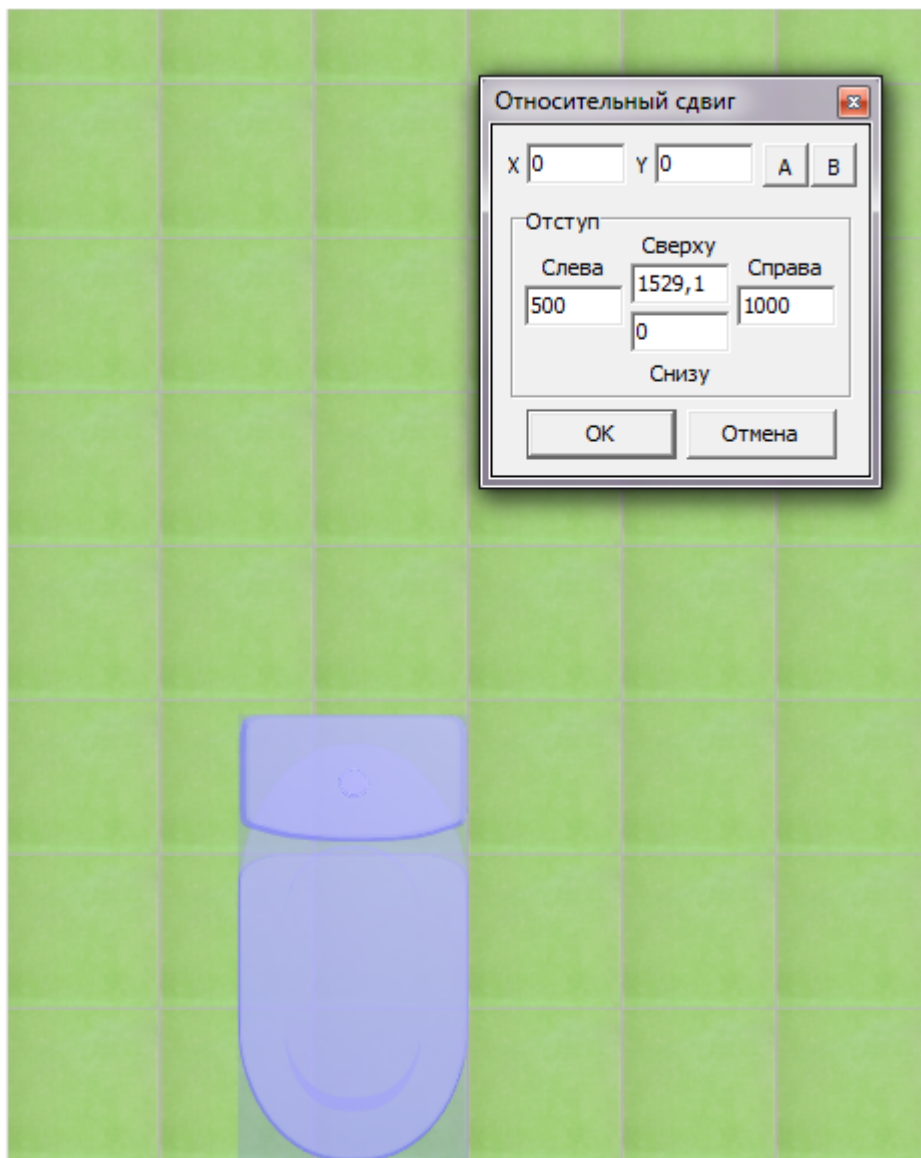 Относительный сдвиг
X 0 Y 0 A B
Отступ
Сверху
Слева 1529,1 Справа
500 1000
0
Снизу
OK Отмена